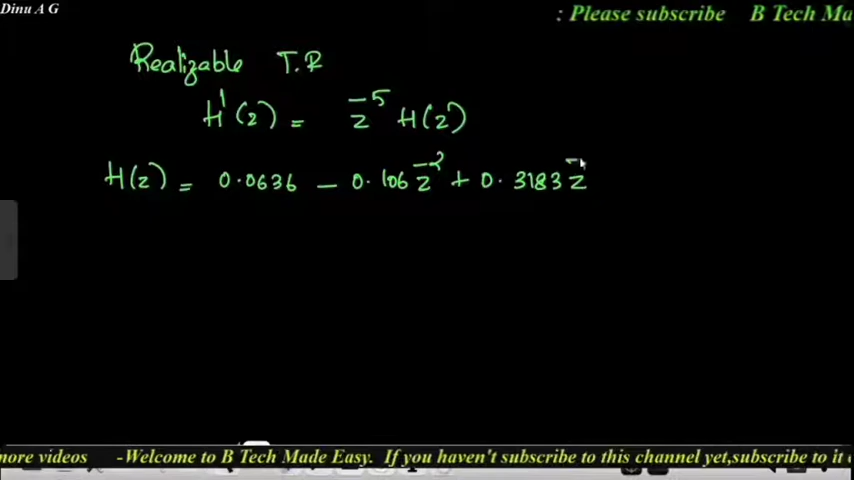 Dinu A G
: Please subscribe B Tech Ma
Realizable T.R
H'(z) = z^-5 H(z)
H(z) = 0.0636 - 0.106 z^-2 + 0.3183 z^-
more videos -Welcome to B Tech Made Easy. If you haven't subscribe to this channel yet,subscribe to it